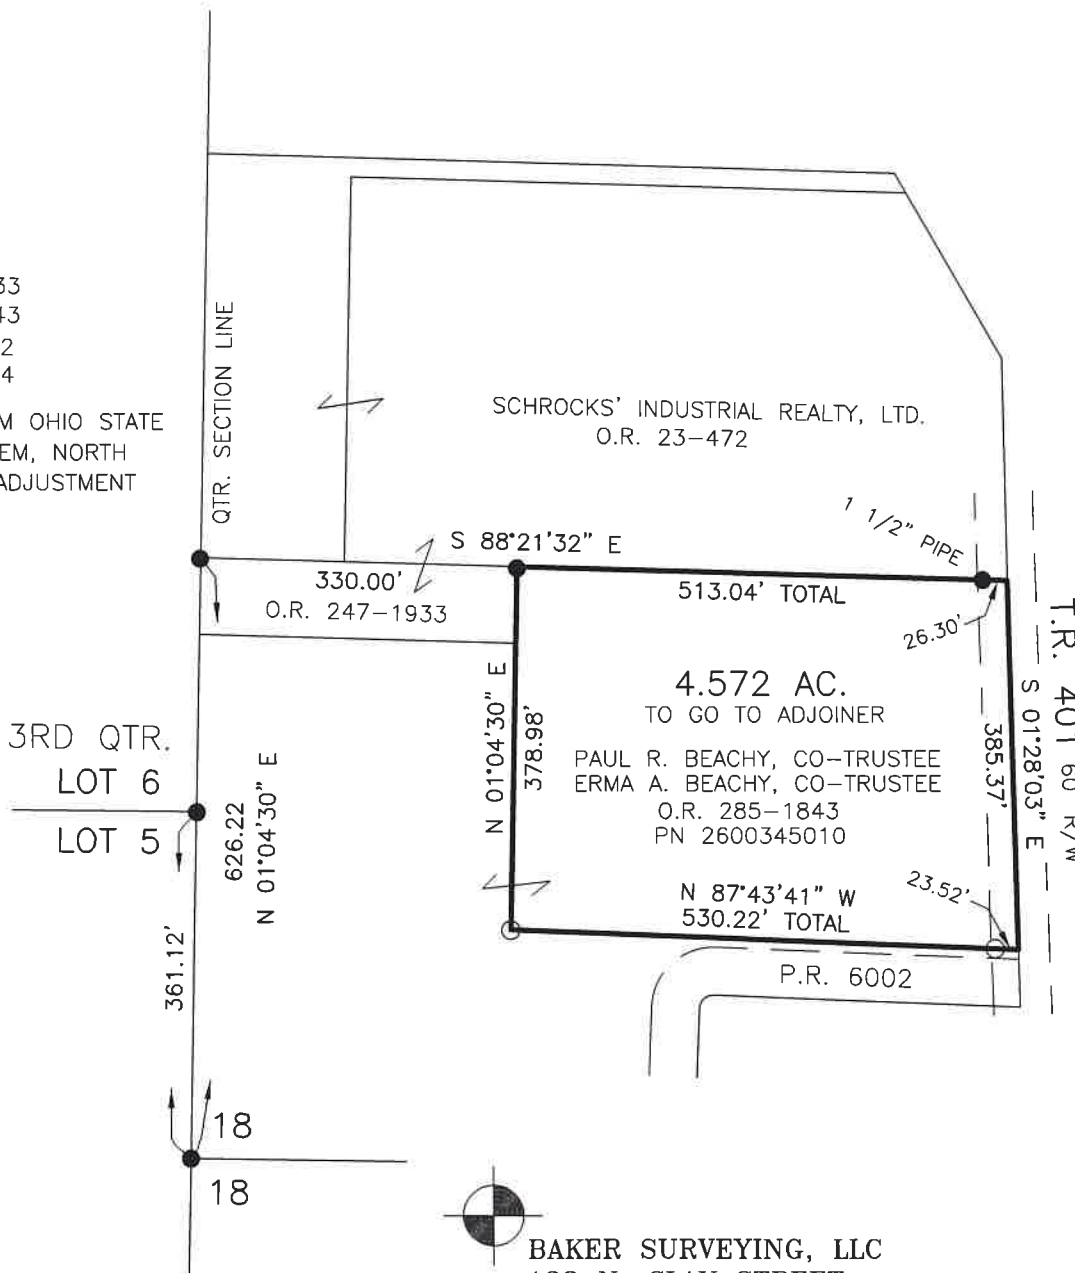 33
43
2
4
M OHIO STATE
EM, NORTH
ADJUSTMENT
QTR. SECTION LINE
SCHROCKS' INDUSTRIAL REALTY, LTD.
O.R. 23-472
1 1/2" PIPE
S 88°21'32" E
330.00'
O.R. 247-1933
513.04' TOTAL
26.30'
T.R. 401 60' R/W
S 01°28'03" E
385.37'
N 01°04'30" E
378.98'
4.572 AC.
TO GO TO ADJOINER
PAUL R. BEACHY, CO-TRUSTEE
ERMA A. BEACHY, CO-TRUSTEE
O.R. 285-1843
PN 2600345010
N 87°43'41" W
530.22' TOTAL
23.52'
P.R. 6002
3RD QTR.
LOT 6
LOT 5
626.22
N 01°04'30" E
361.12'
18
18
BAKER SURVEYING, LLC